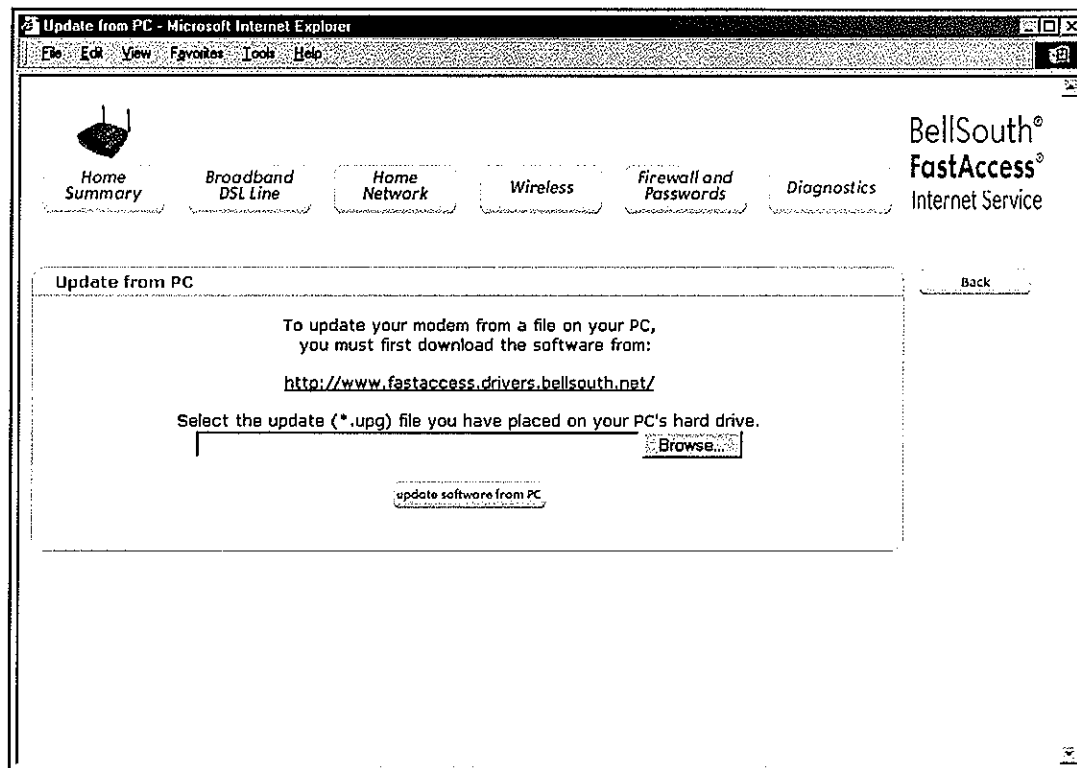 Update from PC - Microsoft Internet Explorer
File Edit View Favorites Tools Help
BellSouth®
FastAccess®
Internet Service
Home
Summary
Broadband
DSL Line
Home
Network
Wireless
Firewall and
Passwords
Diagnostics
Update from PC
Back
To update your modem from a file on your PC,
you must first download the software from:
http://www.fastaccess.drivers.bellsouth.net/
Select the update (*.upg) file you have placed on your PC's hard drive.
Browse...
update software from PC